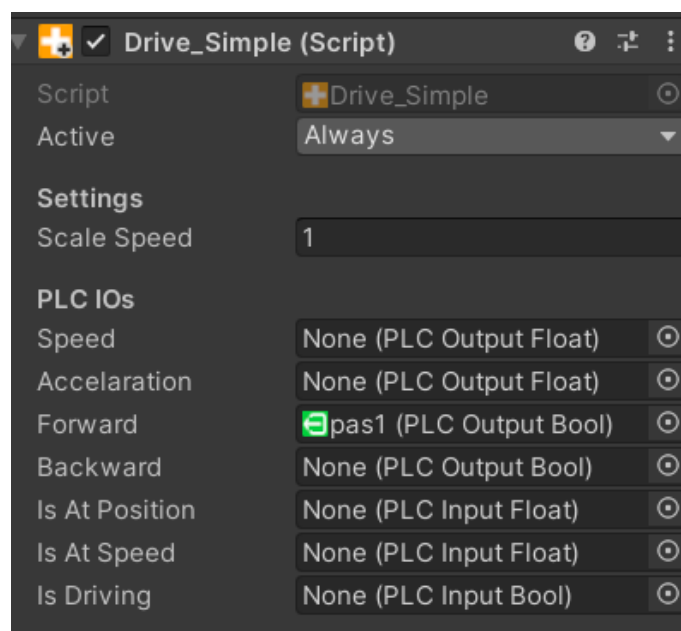 Drive_Simple (Script)
Script Drive_Simple
Active Always
Settings
Scale Speed 1
PLC IOs
Speed None (PLC Output Float)
Accelaration None (PLC Output Float)
Forward pas1 (PLC Output Bool)
Backward None (PLC Output Bool)
Is At Position None (PLC Input Float)
Is At Speed None (PLC Input Float)
Is Driving None (PLC Input Bool)